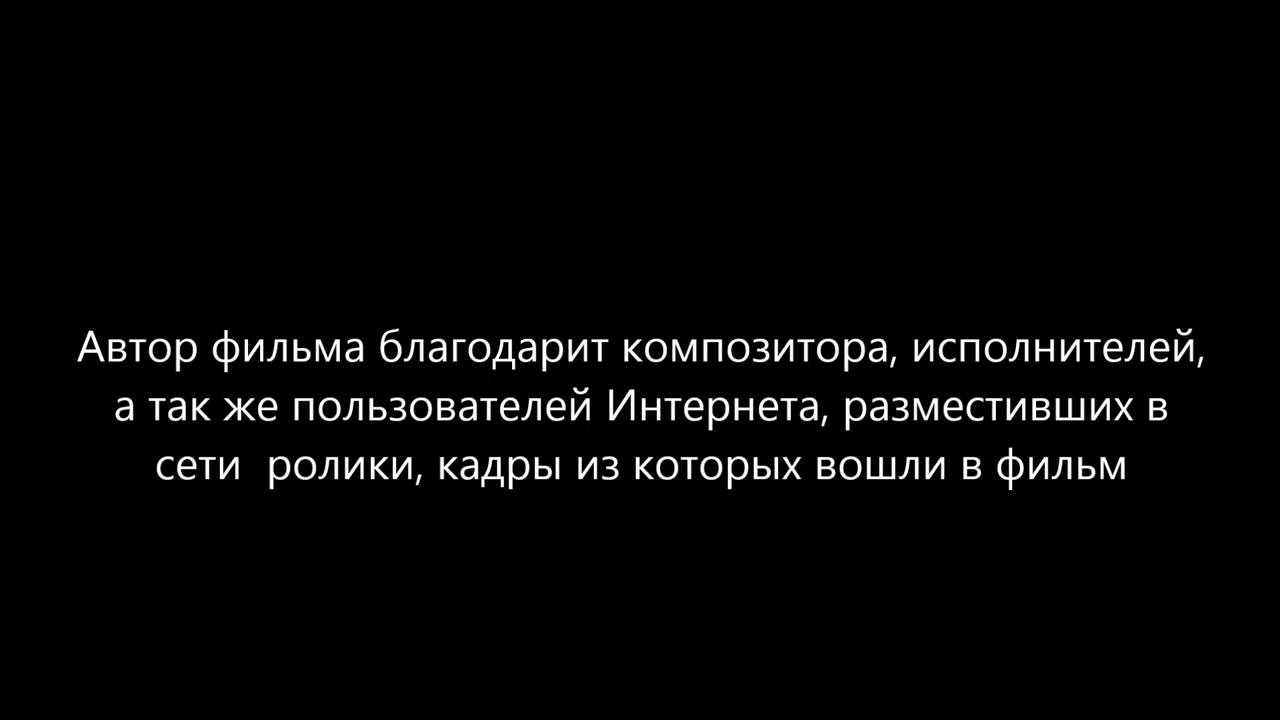 Автор фильма благодарит композитора, исполнителей,
а так же пользователей Интернета, разместивших в
сети  ролики, кадры из которых вошли в фильм